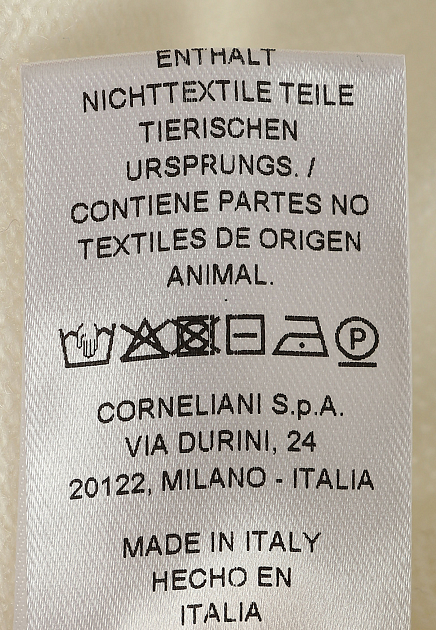 ENTHALT
NICHTTEXTILE TEILE
TIERISCHEN
URSPRUNGS. /
CONTIENE PARTES NO
TEXTILES DE ORIGEN
ANIMAL.
P
CORNELIANI S.p.A.
VIA DURINI, 24
20122, MILANO - ITALIA
MADE IN ITALY
HECHO EN
ITALIA